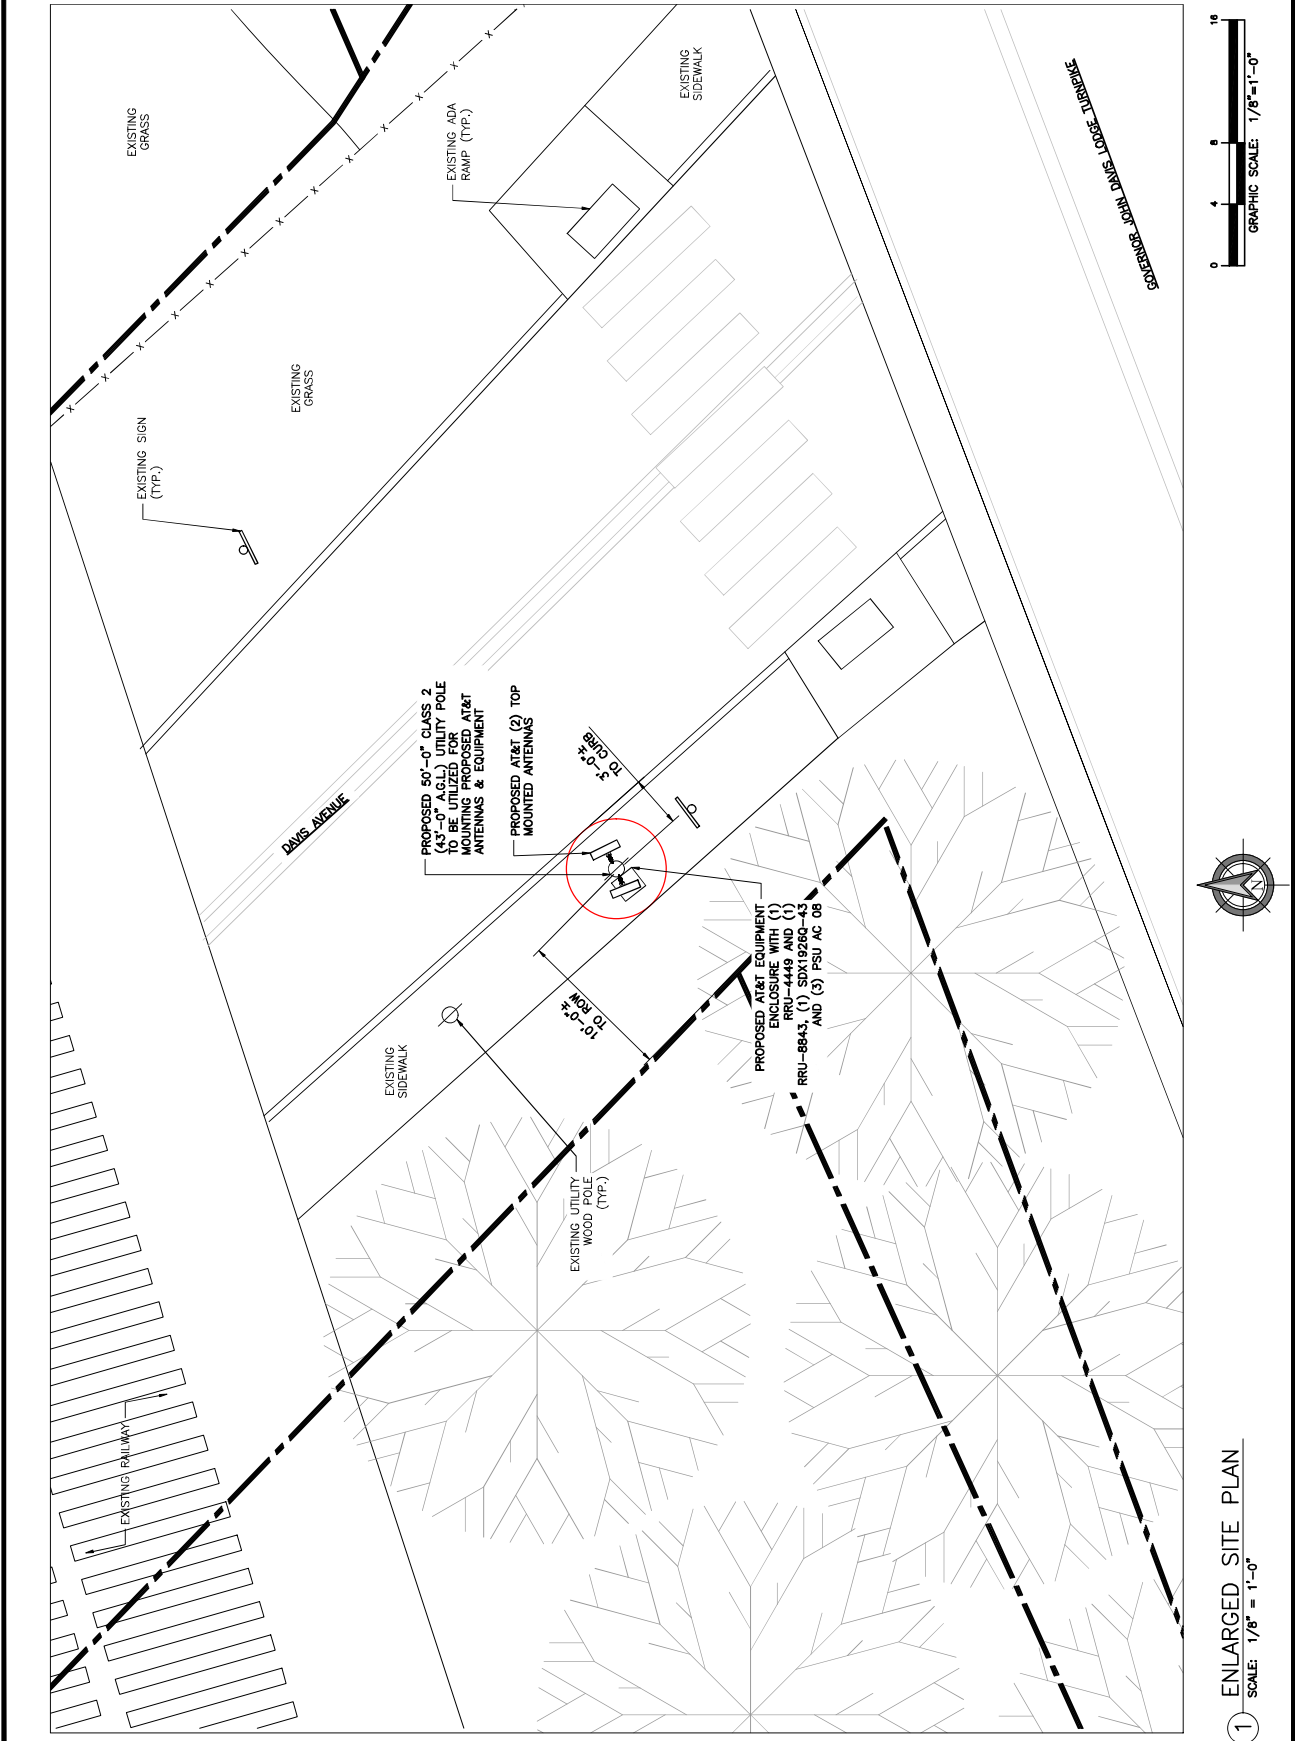 EXISTING
GRASS
EXISTING ADA
RAMP (TYP.)
EXISTING
SIDEWALK
GOVERNOR JOHN DAVIS LODGE TURNPIKE
EXISTING SIGN
(TYP.)
EXISTING
GRASS
DAVIS AVENUE
PROPOSED 50'-0" CLASS 2
(43'-0" A.G.L.) UTILITY POLE
TO BE UTILIZED FOR
MOUNTING PROPOSED AT&T
ANTENNAS & EQUIPMENT
PROPOSED AT&T (2) TOP
MOUNTED ANTENNAS
3'-0"±
TO CURB
10'-0"±
TO ROW
PROPOSED AT&T EQUIPMENT
ENCLOSURE WITH (1)
RRU-4449 AND (1)
RRU-8843, (1) SDX1926Q-43
AND (3) PSU AC 08
EXISTING
SIDEWALK
EXISTING UTILITY
WOOD POLE
(TYP.)
EXISTING RAILWAY
X X X X X X X X X X X X X
1
ENLARGED SITE PLAN
SCALE: 1/8" = 1'-0"
N
0 4 8 16
GRAPHIC SCALE: 1/8"=1'-0"